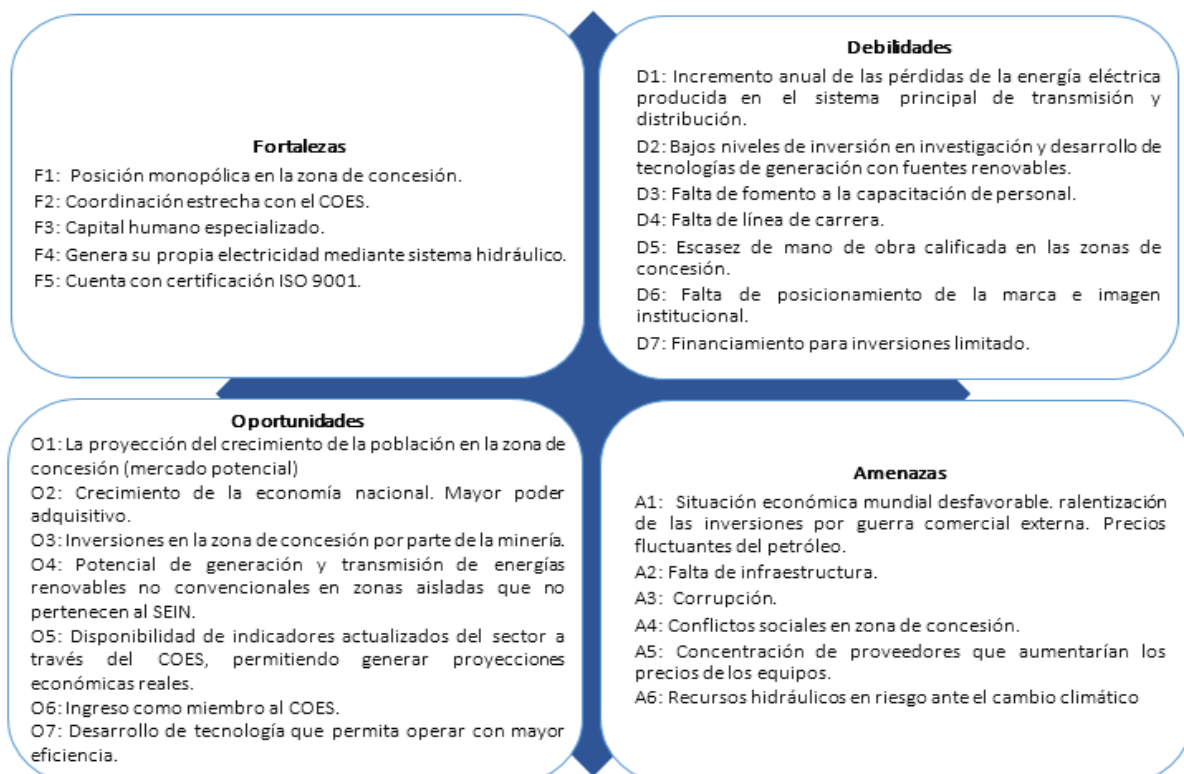 Fortalezas
F1: Posición monopólica en la zona de concesión.
F2: Coordinación estrecha con el COES.
F3: Capital humano especializado.
F4: Genera su propia electricidad mediante sistema hidráulico.
F5: Cuenta con certificación ISO 9001.
Debilidades
D1: Incremento anual de las pérdidas de la energía eléctrica
producida en el sistema principal de transmisión y
distribución.
D2: Bajos niveles de inversión en investigación y desarrollo de
tecnologías de generación con fuentes renovables.
D3: Falta de fomento a la capacitación de personal.
D4: Falta de línea de carrera.
D5: Escasez de mano de obra calificada en las zonas de
concesión.
D6: Falta de posicionamiento de la marca e imagen
institucional.
D7: Financiamiento para inversiones limitado.
Oportunidades
O1: La proyección del crecimiento de la población en la zona de
concesión (mercado potencial)
O2: Crecimiento de la economía nacional. Mayor poder
adquisitivo.
O3: Inversiones en la zona de concesión por parte de la minería.
O4: Potencial de generación y transmisión de energías
renovables no convencionales en zonas aisladas que no
pertenecen al SEIN.
O5: Disponibilidad de indicadores actualizados del sector a
través del COES, permitiendo generar proyecciones
económicas reales.
O6: Ingreso como miembro al COES.
O7: Desarrollo de tecnología que permita operar con mayor
eficiencia.
Amenazas
A1: Situación económica mundial desfavorable. ralentización
de las inversiones por guerra comercial externa. Precios
fluctuantes del petróleo.
A2: Falta de infraestructura.
A3: Corrupción.
A4: Conflictos sociales en zona de concesión.
A5: Concentración de proveedores que aumentarían los
precios de los equipos.
A6: Recursos hidráulicos en riesgo ante el cambio climático